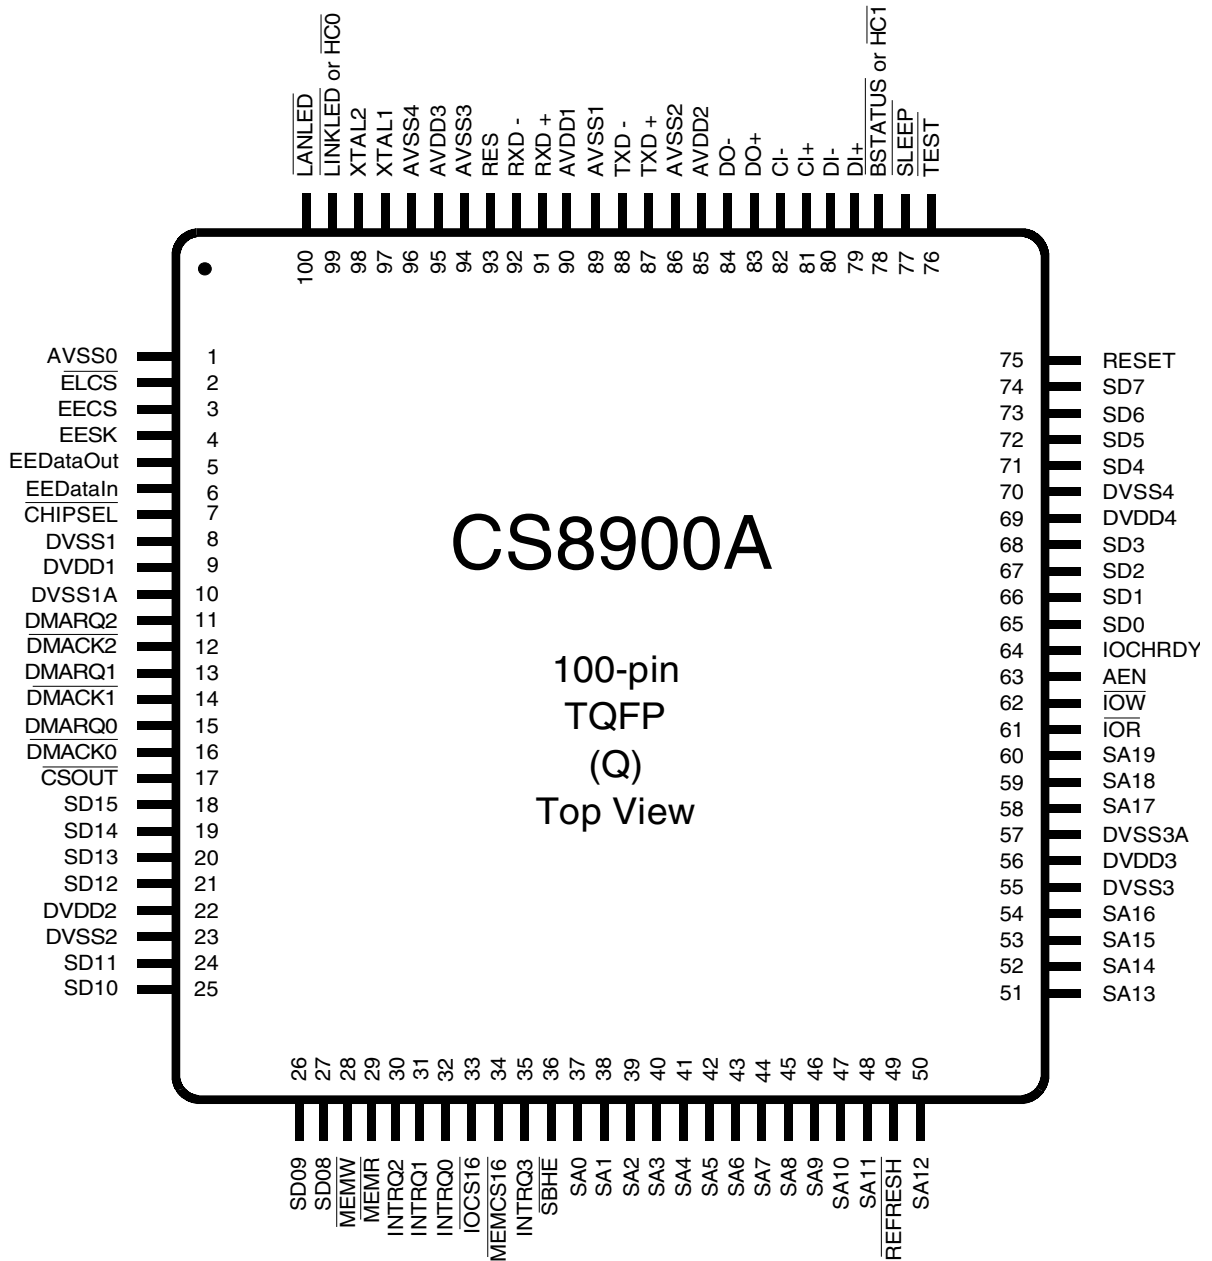 LANLED
LINKLED or HC0
XTAL2
XTAL1
AVSS4
AVDD3
AVSS3
RES
RXD -
RXD +
AVDD1
AVSS1
TXD -
TXD +
AVSS2
AVDD2
DO-
DO+
CI-
CI+
DI-
DI+
BSTATUS or HC1
SLEEP
TEST
100
99
98
97
96
95
94
93
92
91
90
89
88
87
86
85
84
83
82
81
80
79
78
77
76
AVSS0 1
ELCS 2
EECS 3
EESK 4
EEDataOut 5
EEDataIn 6
CHIPSEL 7
DVSS1 8
DVDD1 9
DVSS1A 10
DMARQ2 11
DMACK2 12
DMARQ1 13
DMACK1 14
DMARQ0 15
DMACK0 16
CSOUT 17
SD15 18
SD14 19
SD13 20
SD12 21
DVDD2 22
DVSS2 23
SD11 24
SD10 25
CS8900A
100-pin
TQFP
(Q)
Top View
75 RESET
74 SD7
73 SD6
72 SD5
71 SD4
70 DVSS4
69 DVDD4
68 SD3
67 SD2
66 SD1
65 SD0
64 IOCHRDY
63 AEN
62 IOW
61 IOR
60 SA19
59 SA18
58 SA17
57 DVSS3A
56 DVDD3
55 DVSS3
54 SA16
53 SA15
52 SA14
51 SA13
26
27
28
29
30
31
32
33
34
35
36
37
38
39
40
41
42
43
44
45
46
47
48
49
50
SD09
SD08
MEMW
MEMR
INTRQ2
INTRQ1
INTRQ0
IOCS16
MEMCS16
INTRQ3
SBHE
SA0
SA1
SA2
SA3
SA4
SA5
SA6
SA7
SA8
SA9
SA10
SA11
REFRESH
SA12